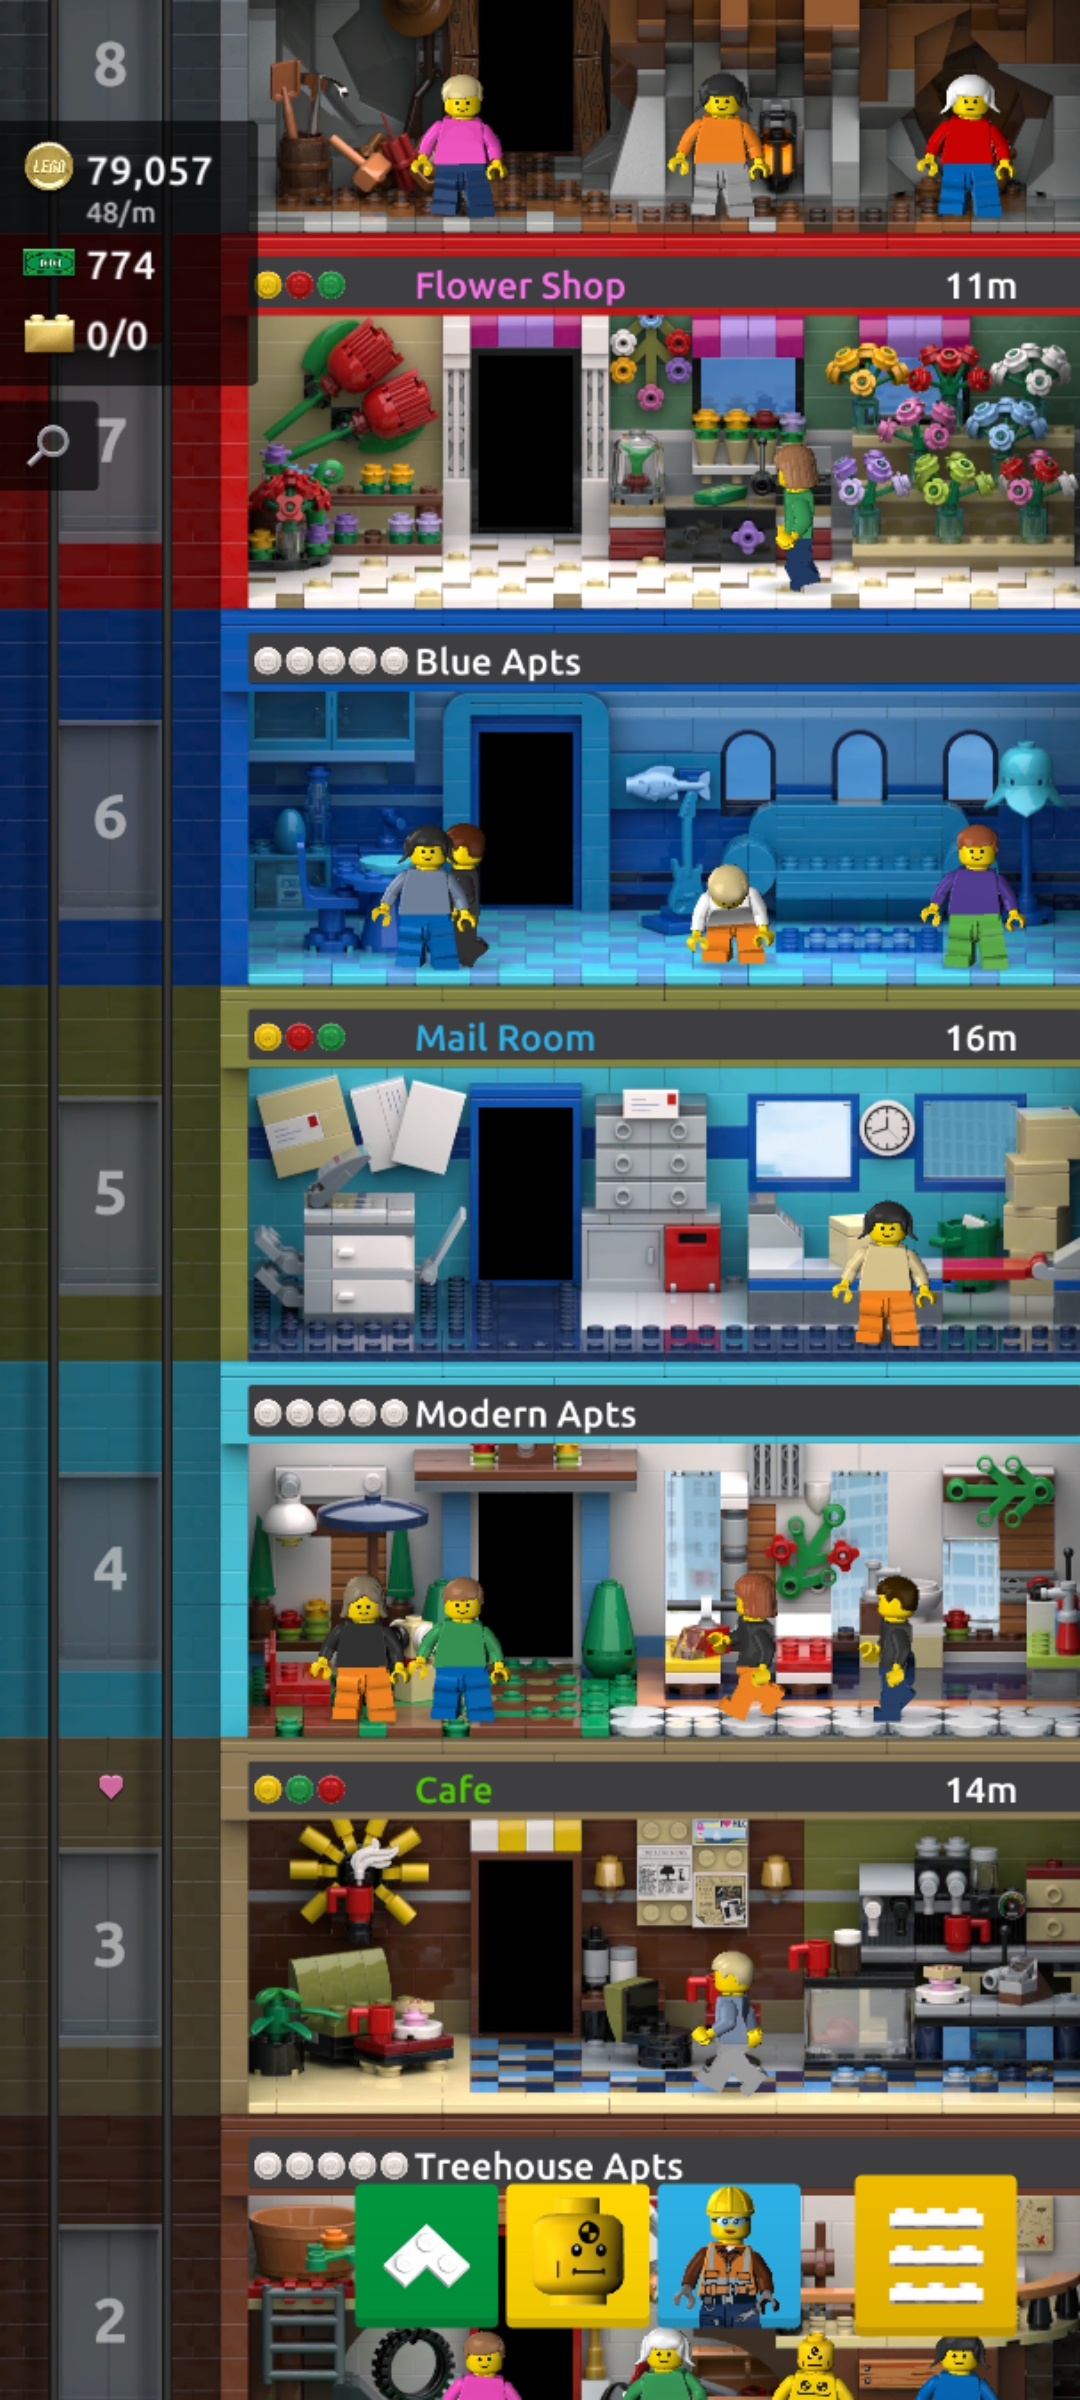 8
LEGO
79,057
48/m
774
0/0
Flower Shop 11m
7
Blue Apts
6
Mail Room 16m
5
Modern Apts
4
Cafe 14m
3
Treehouse Apts
2